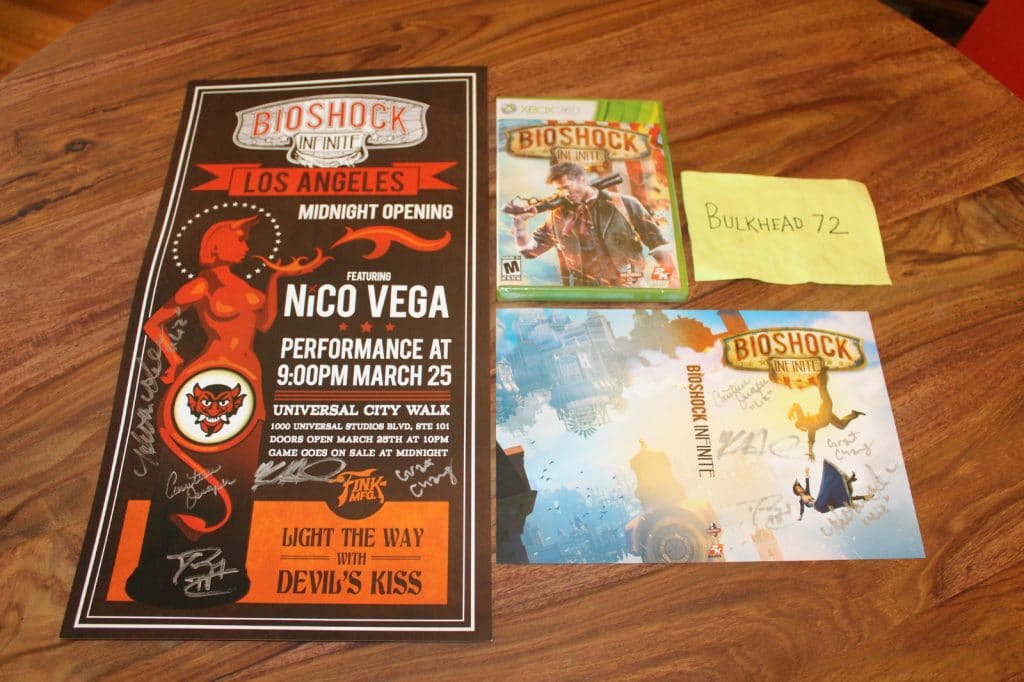 BIOSHOCK
INFINITE
LOS ANGELES
MIDNIGHT OPENING
FEATURING
NiCO VEGA
PERFORMANCE AT
9:00PM MARCH 25
UNIVERSAL CITY WALK
1000 UNIVERSAL STUDIOS BLVD, STE 101
DOORS OPEN MARCH 25TH AT 10PM
GAME GOES ON SALE AT MIDNIGHT
FINK
MFG.
LIGHT THE WAY
WITH
DEVIL'S KISS
XBOX 360
BIOSHOCK
INFINITE
M
2K
BULKHEAD 72
BIOSHOCK
INFINITE
BIOSHOCK INFINITE
2K